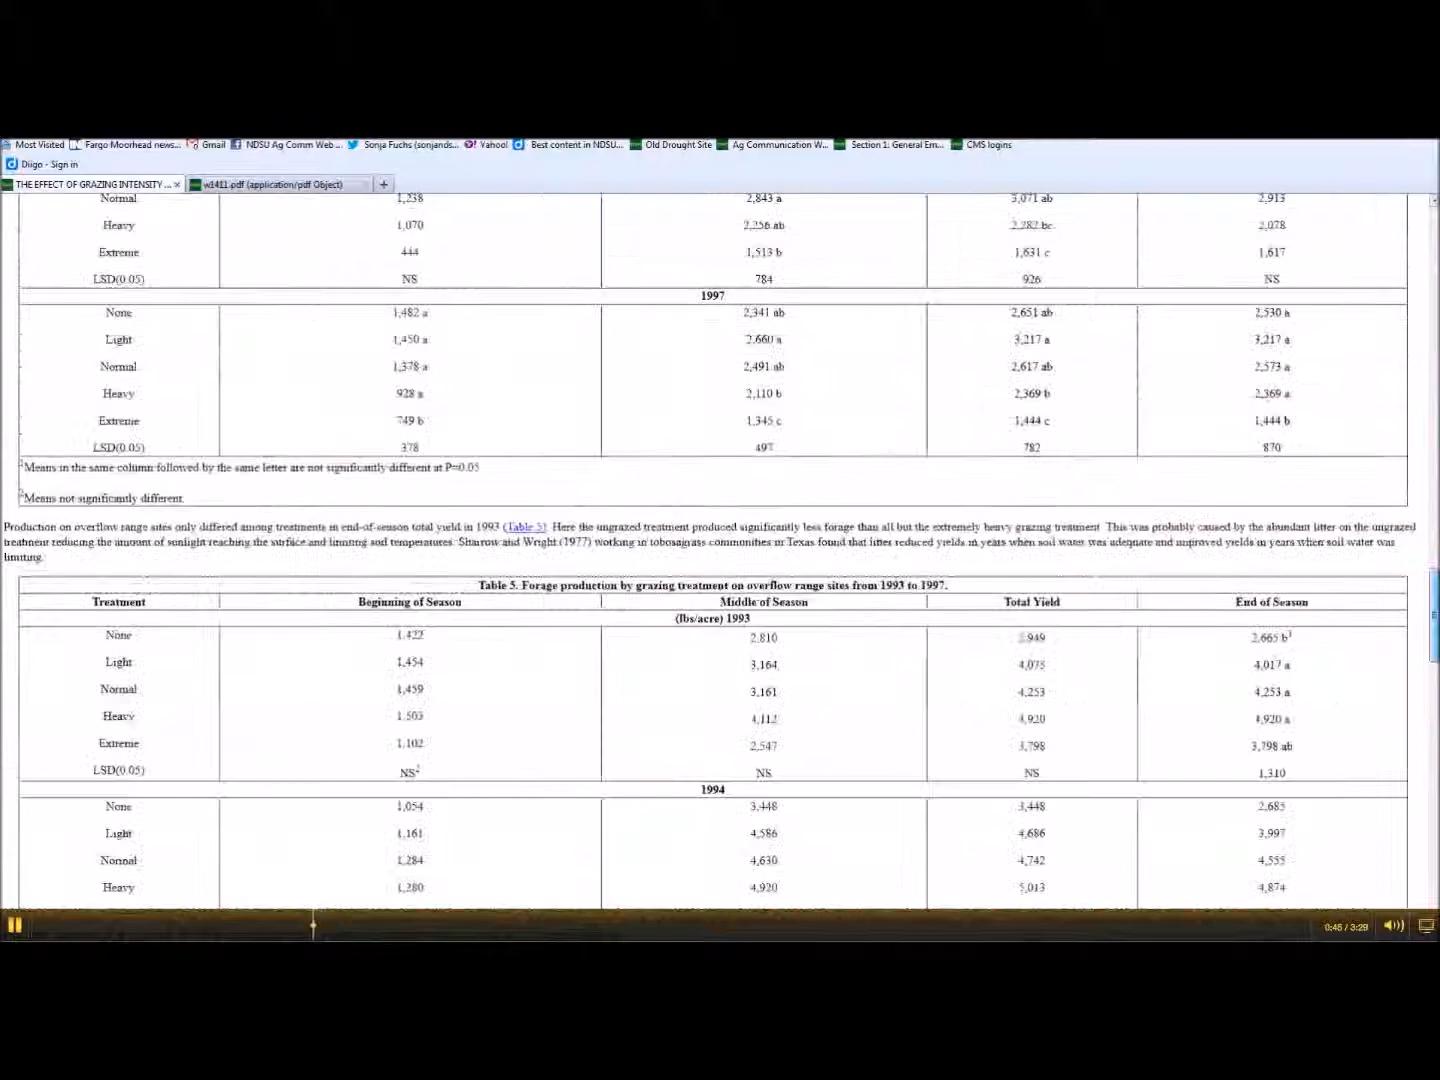 Most Visited Fargo Moorhead news... Gmail NDSU Ag Comm Web ... Sonja Fuchs (sonjands... Yahoo! Best content in NDSU... Old Drought Site Ag Communication W... Section 1: General Em... CMS logins
Diigo - Sign in
THE EFFECT OF GRAZING INTENSITY ... × w1411.pdf (application/pdf Object) +
Normal 1,238 2,843 a 3,071 ab 2,913
Heavy 1,070 2,256 ab 2,282 bc 2,078
Extreme 444 1,513 b 1,631 c 1,617
LSD(0.05) NS 784 926 NS
1997
None 1,482 a 2,341 ab 2,651 ab 2,530 a
Light 1,450 a 2,660 a 3,217 a 3,217 a
Normal 1,378 a 2,491 ab 2,617 ab 2,573 a
Heavy 928 a 2,110 b 2,369 b 2,369 a
Extreme 749 b 1,345 c 1,444 c 1,444 b
LSD(0.05) 378 497 782 870
1Means in the same column followed by the same letter are not significantly different at P=0.05
2Means not significantly different.
Production on overflow range sites only differed among treatments in end-of-season total yield in 1993 (Table 5). Here the ungrazed treatment produced significantly less forage than all but the extremely heavy grazing treatment. This was probably caused by the abundant litter on the ungrazed
treatment reducing the amount of sunlight reaching the surface and limiting soil temperatures. Sharrow and Wright (1977) working in tobosagrass communities in Texas found that litter reduced yields in years when soil water was adequate and improved yields in years when soil water was
limiting.
Table 5. Forage production by grazing treatment on overflow range sites from 1993 to 1997.
Treatment Beginning of Season Middle of Season Total Yield End of Season
(lbs/acre) 1993
None 1,422 2,810 2,949 2,665 b1
Light 1,454 3,164 4,075 4,017 a
Normal 1,459 3,161 4,253 4,253 a
Heavy 1,503 4,112 4,920 4,920 a
Extreme 1,102 2,547 3,798 3,798 ab
LSD(0.05) NS2 NS NS 1,310
1994
None 1,054 3,448 3,448 2,685
Light 1,161 4,586 4,686 3,997
Normal 1,284 4,630 4,742 4,555
Heavy 1,280 4,920 5,013 4,874
0:46 / 3:29